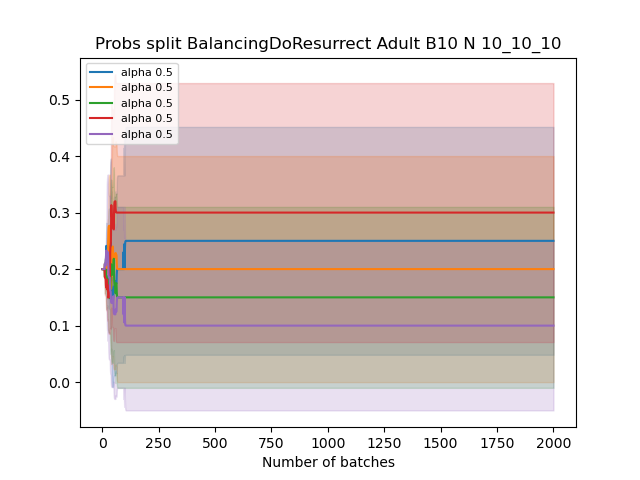 Probs split BalancingDoResurrect Adult B10 N 10_10_10
alpha 0.5
alpha 0.5
alpha 0.5
alpha 0.5
alpha 0.5
0.5
0.4
0.3
0.2
0.1
0.0
0 250 500 750 1000 1250 1500 1750 2000
Number of batches